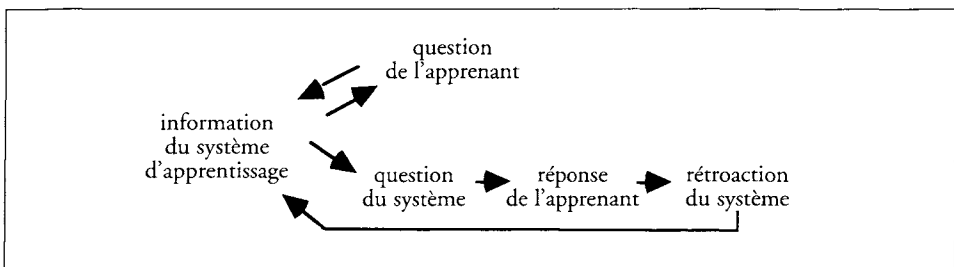 question
de l'apprenant
information
du système
d'apprentissage
question
du système
réponse
de l'apprenant
rétroaction
du système